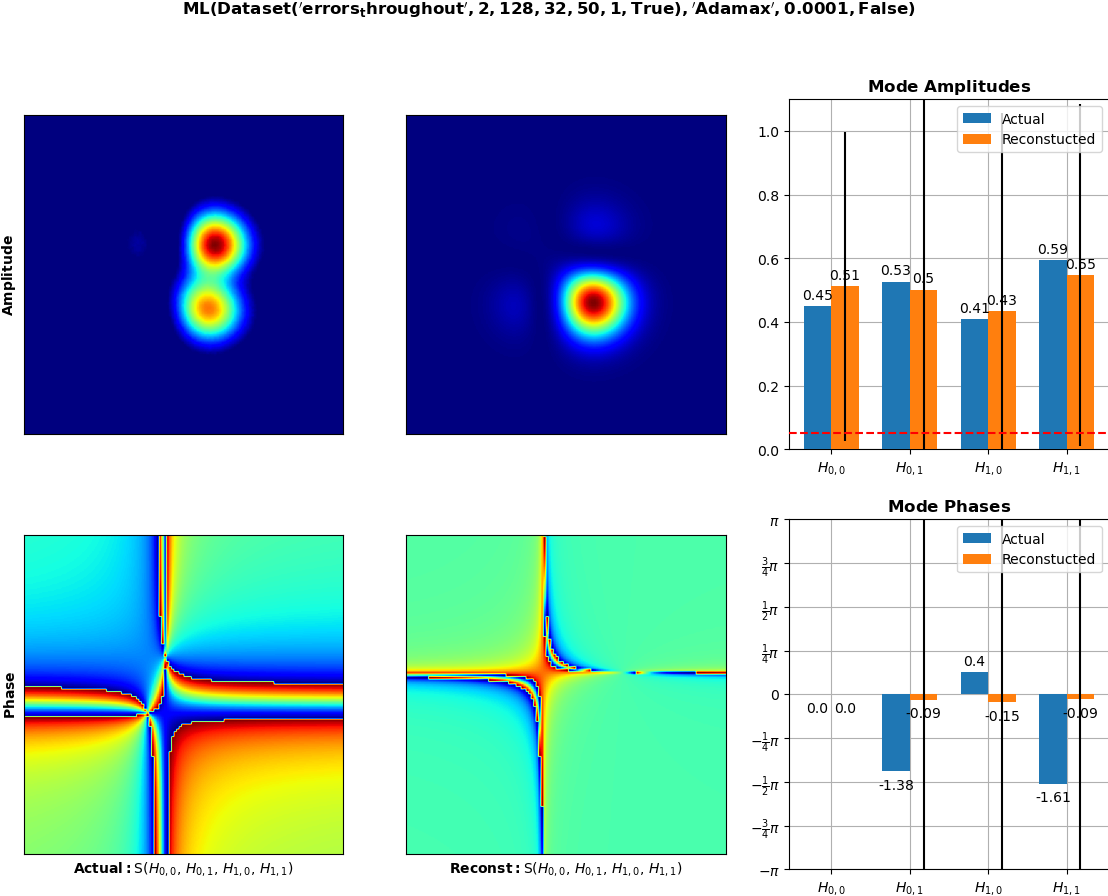 ML(Dataset('errors_throughout', 2, 128, 32, 50, 1, True), 'Adamax', 0.0001, False)
Mode Amplitudes
Amplitude
Actual
Reconstucted
1.0
0.8
0.6
0.4
0.2
0.0
0.45
0.51
0.53
0.5
0.41
0.43
0.59
0.55
H0,0
H0,1
H1,0
H1,1
Mode Phases
Phase
Actual
Reconstucted
π
3/4π
1/2π
1/4π
0
−1/4π
−1/2π
−3/4π
−π
0.0
0.0
-1.38
-0.09
0.4
-0.15
-1.61
-0.09
H0,0
H0,1
H1,0
H1,1
Actual: S(H0,0, H0,1, H1,0, H1,1)
Reconst: S(H0,0, H0,1, H1,0, H1,1)